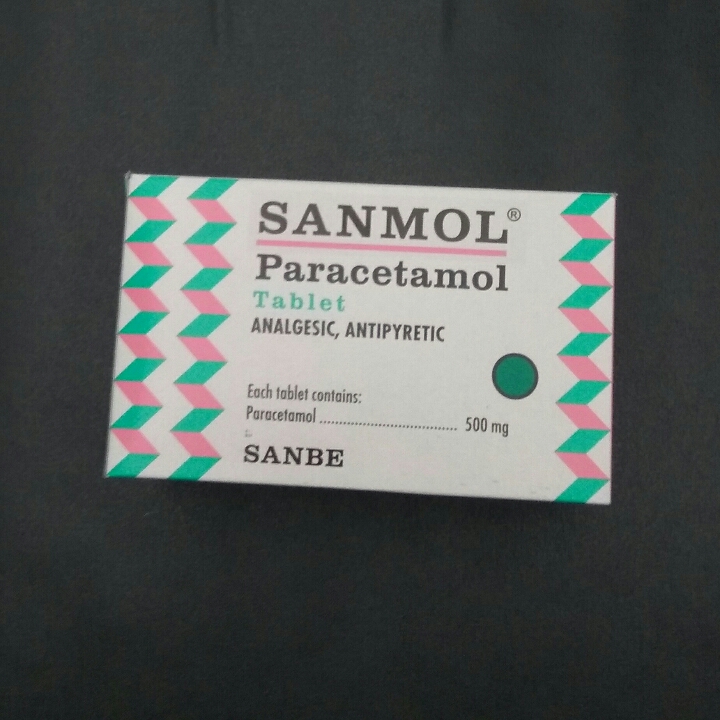 SANMOL®
Paracetamol
Tablet
ANALGESIC, ANTIPYRETIC
Each tablet contains:
Paracetamol .................................. 500 mg
SANBE